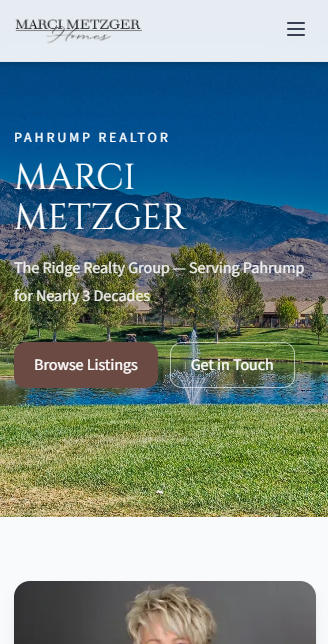 MARCI METZGER
Homes
PAHRUMP REALTOR
MARCI
METZGER
The Ridge Realty Group — Serving Pahrump
for Nearly 3 Decades
Browse Listings
Get in Touch